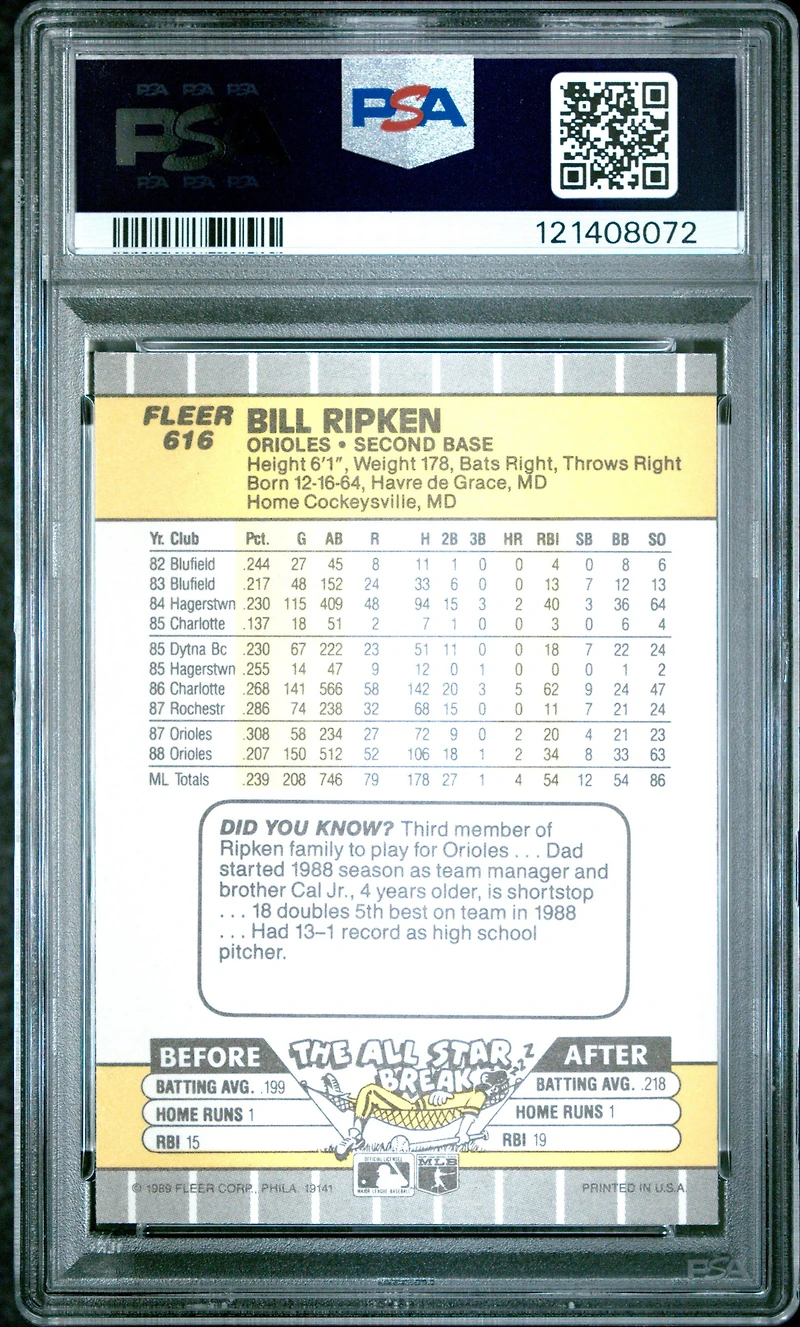 PSA PSA PSA
PSA
PSA PSA PSA
PSA
121408072
FLEER
616
BILL RIPKEN
ORIOLES • SECOND BASE
Height 6'1", Weight 178, Bats Right, Throws Right
Born 12-16-64, Havre de Grace, MD
Home Cockeysville, MD
Yr. Club Pct. G AB R H 2B 3B HR RBI SB BB SO
82 Blufield .244 27 45 8 11 1 0 0 4 0 8 6
83 Blufield .217 48 152 24 33 6 0 0 13 7 12 13
84 Hagerstwn .230 115 409 48 94 15 3 2 40 3 36 64
85 Charlotte .137 18 51 2 7 1 0 0 3 0 6 4
85 Dytna Bc .230 67 222 23 51 11 0 0 18 7 22 24
85 Hagerstwn .255 14 47 9 12 0 1 0 0 0 1 2
86 Charlotte .268 141 566 58 142 20 3 5 62 9 24 47
87 Rochestr .286 74 238 32 68 15 0 0 11 7 21 24
87 Orioles .308 58 234 27 72 9 0 2 20 4 21 23
88 Orioles .207 150 512 52 106 18 1 2 34 8 33 63
ML Totals .239 208 746 79 178 27 1 4 54 12 54 86
DID YOU KNOW? Third member of
Ripken family to play for Orioles . . . Dad
started 1988 season as team manager and
brother Cal Jr., 4 years older, is shortstop
. . . 18 doubles 5th best on team in 1988
. . . Had 13–1 record as high school
pitcher.
BEFORE THE ALL STAR BREAK ZZZ AFTER
BATTING AVG. .199 BATTING AVG. .218
HOME RUNS 1 HOME RUNS 1
RBI 15 RBI 19
OFFICIAL LICENSEE
MAJOR LEAGUE BASEBALL
MLB
© 1989 FLEER CORP., PHILA. 19141 PRINTED IN U.S.A.
PSA